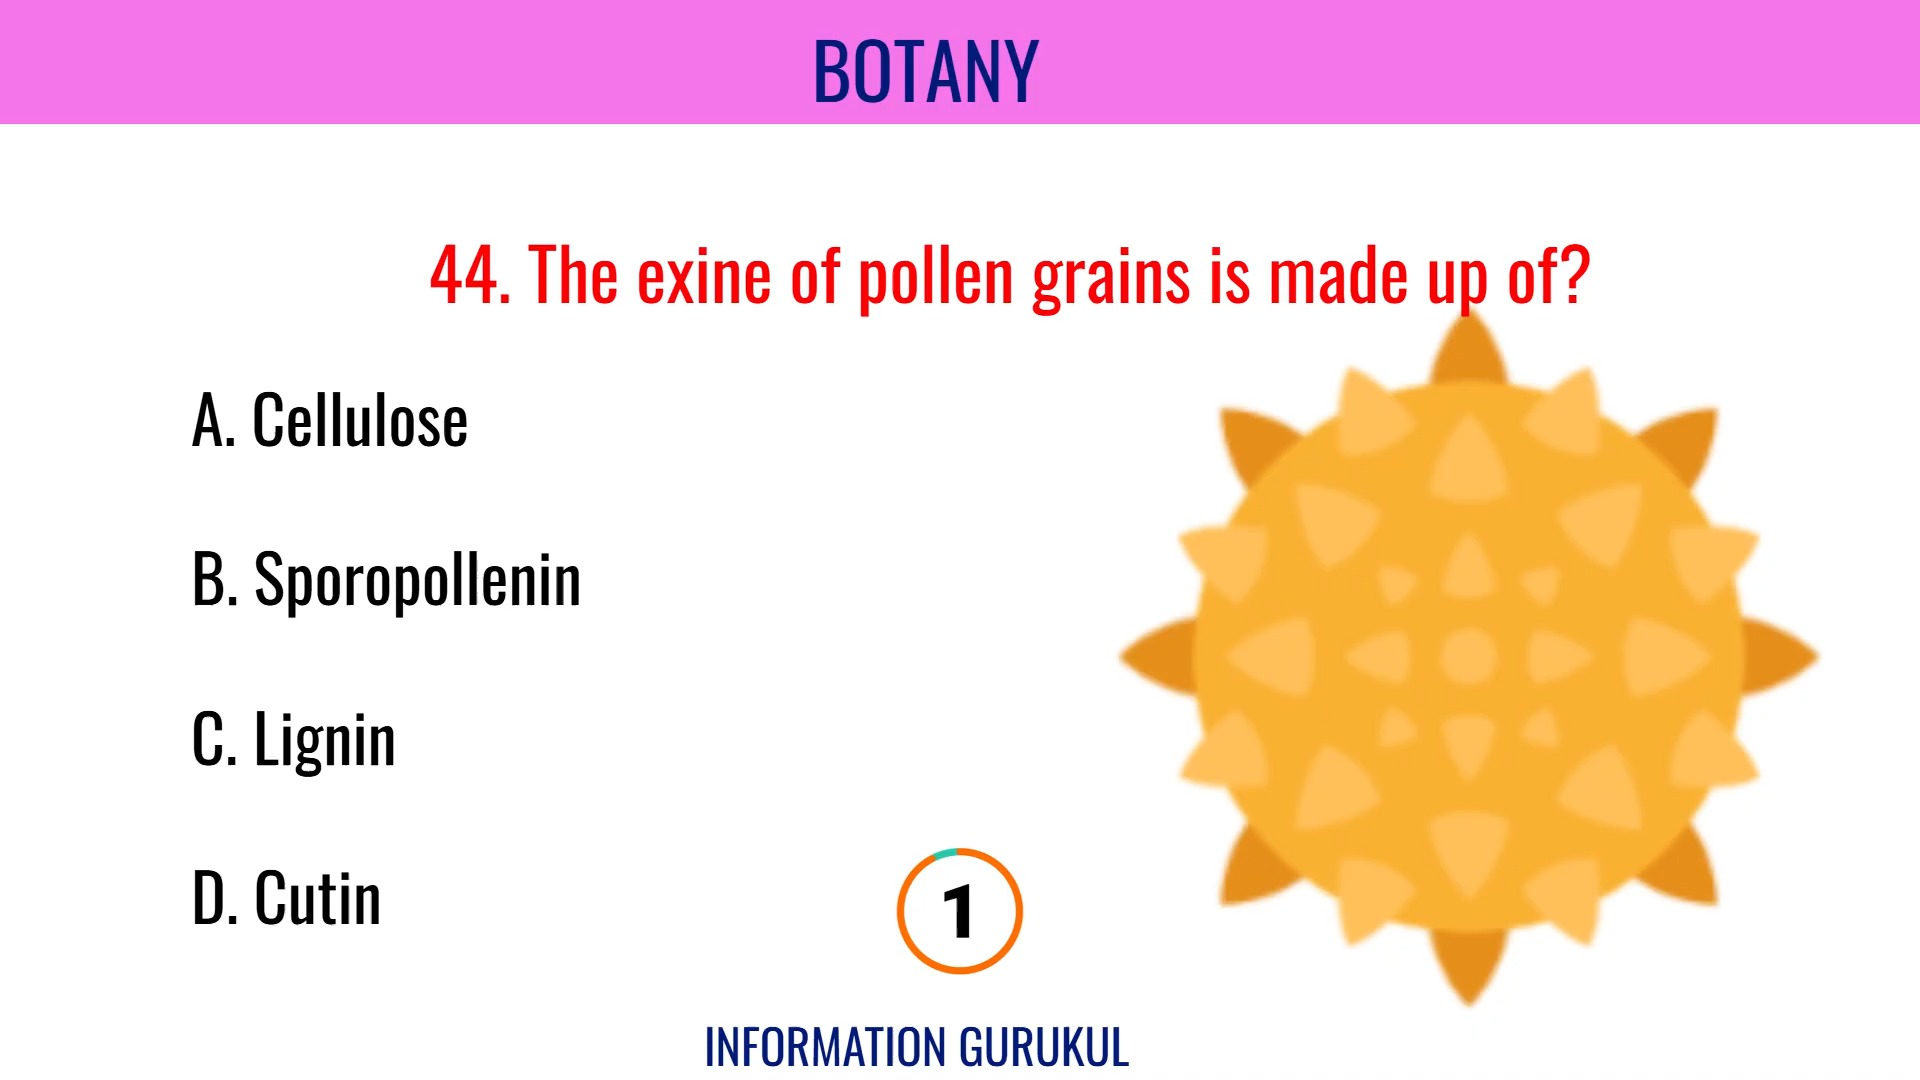 BOTANY
44. The exine of pollen grains is made up of?
A. Cellulose
B. Sporopollenin
C. Lignin
D. Cutin
1
INFORMATION GURUKUL